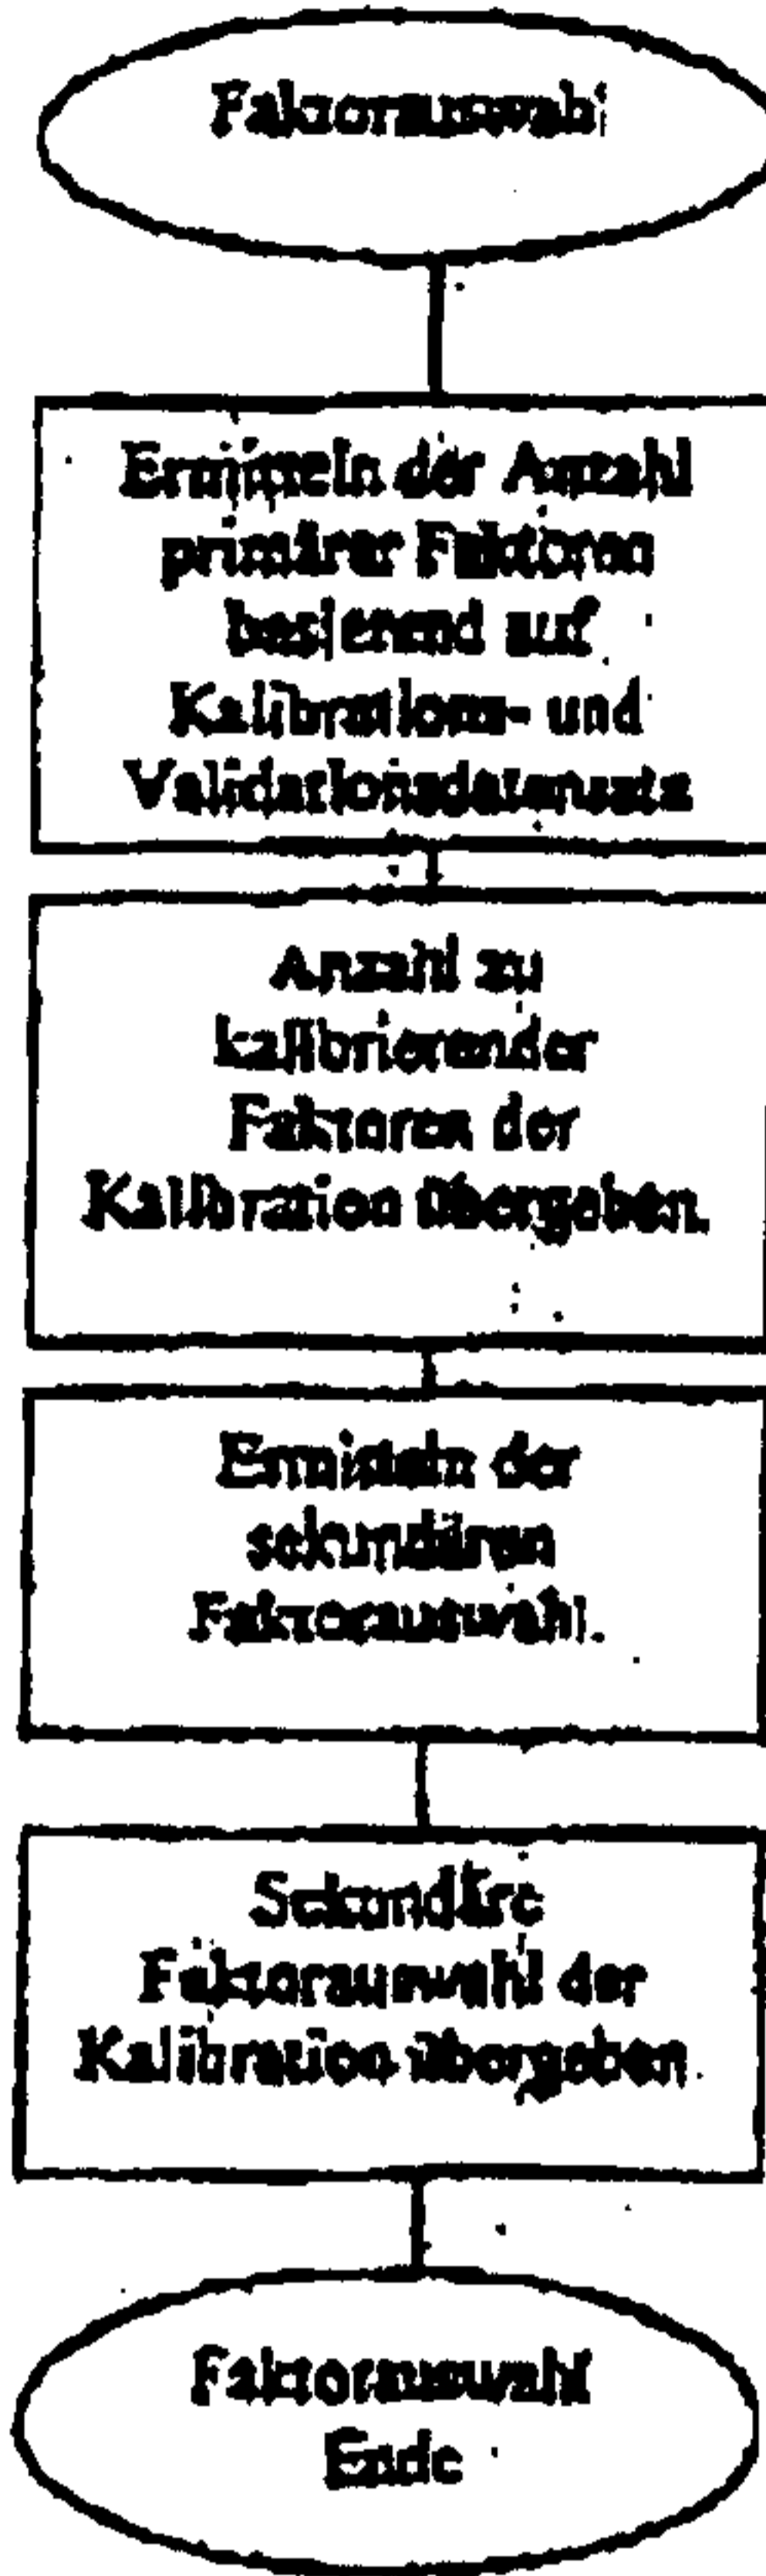 Faktorauswahl
Ermitteln der Anzahl
primärer Faktoren
basierend auf
Kalibrations- und
Validationsdatensatz
Anzahl zu
kalibrierender
Faktoren der
Kalibration übergeben.
Ermitteln der
sekundären
Faktorauswahl.
Sekundäre
Faktorauswahl der
Kalibration übergeben.
Faktorauswahl
Ende